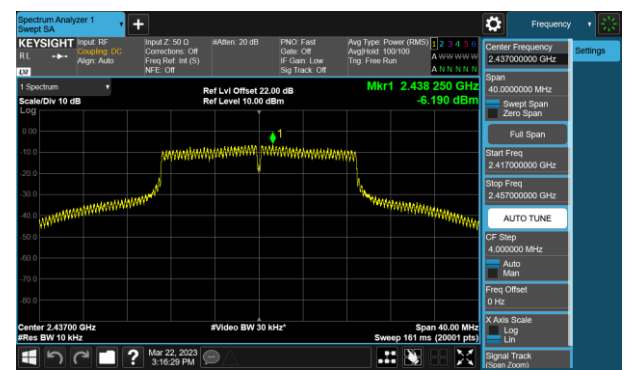 Spectrum Analyzer 1
Swept SA
Frequency
KEYSIGHT
RL
LXI
Input: RF
Coupling: DC
Align: Auto
Input Z: 50 Ω
Corrections: Off
Freq Ref: Int (S)
NFE: Off
#Atten: 20 dB
PNO: Fast
Gate: Off
IF Gain: Low
Sig Track: Off
Avg Type: Power (RMS)
Avg|Hold: 100/100
Trig: Free Run
1 2 3 4 5 6
A W W W W W
A N N N N N
1 Spectrum
Scale/Div 10 dB
Log
Ref Lvl Offset 22.00 dB
Ref Level 10.00 dBm
Mkr1 2.438 250 GHz
-6.190 dBm
1
0.00
-10.0
-20.0
-30.0
-40.0
-50.0
-60.0
-70.0
-80.0
Center 2.43700 GHz
#Res BW 10 kHz
#Video BW 30 kHz*
Span 40.00 MHz
Sweep 161 ms (20001 pts)
Mar 22, 2023
3:16:29 PM
Center Frequency
2.437000000 GHz
Settings
Span
40.0000000 MHz
Swept Span
Zero Span
Full Span
Start Freq
2.417000000 GHz
Stop Freq
2.457000000 GHz
AUTO TUNE
CF Step
4.000000 MHz
Auto
Man
Freq Offset
0 Hz
X Axis Scale
Log
Lin
Signal Track
(Span Zoom)